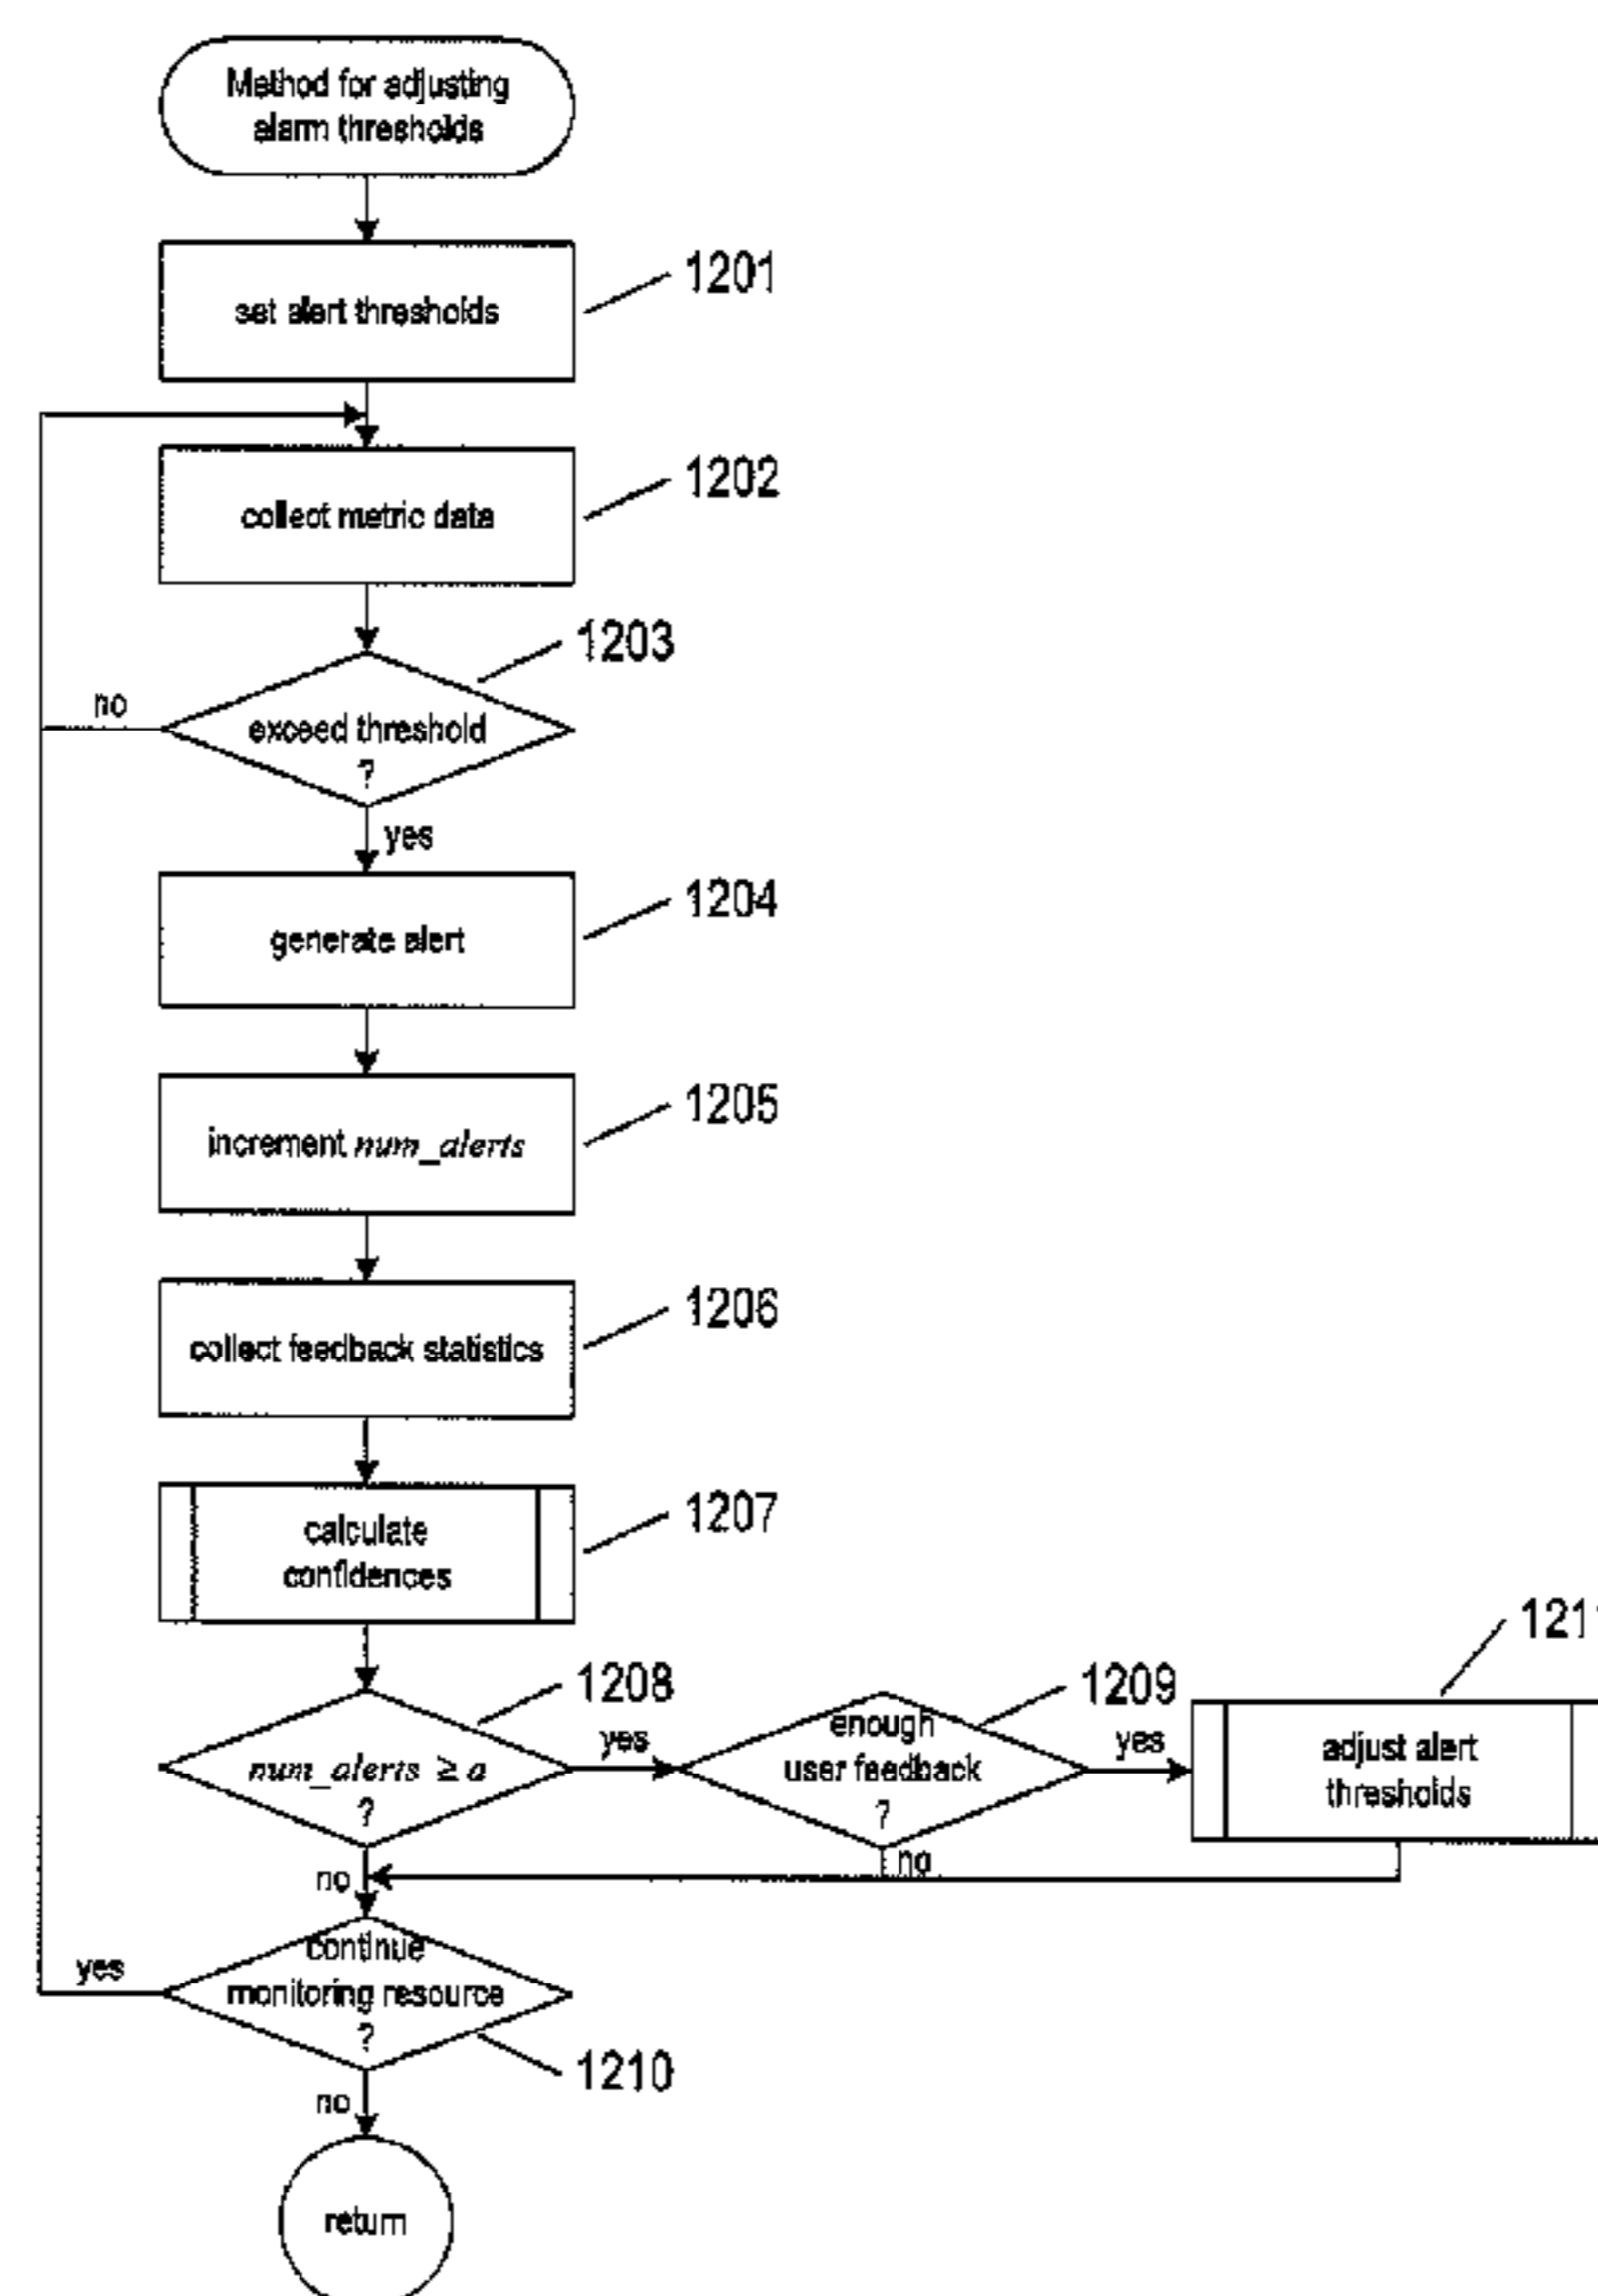 Method for adjusting
alarm thresholds
1201
set alert thresholds
1202
collect metric data
1203
no
exceed threshold
?
yes
1204
generate alert
1205
increment num_alerts
1206
collect feedback statistics
1207
calculate
confidences
1211
1208
1209
num_alerts ≥ a
?
yes
enough
user feedback
?
yes
adjust alert
thresholds
no
no
continue
monitoring resource
?
yes
1210
no
return